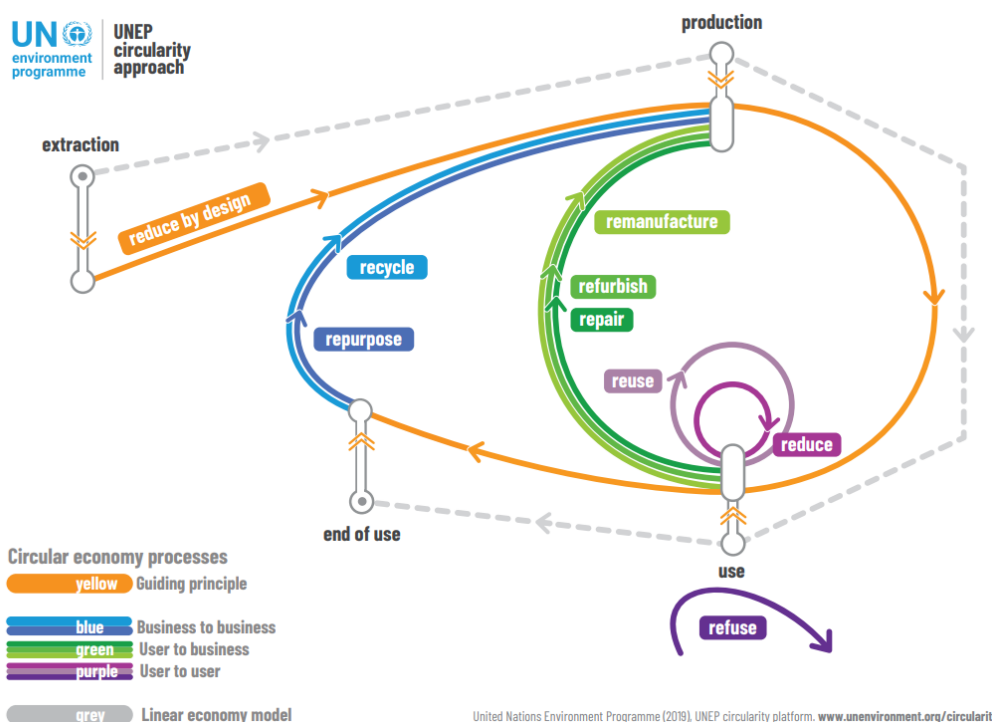 UN
environment
programme
UNEP
circularity
approach
production
extraction
reduce by design
remanufacture
recycle
refurbish
repair
repurpose
reuse
reduce
end of use
use
refuse
Circular economy processes
yellow Guiding principle
blue Business to business
green User to business
purple User to user
grey Linear economy model
United Nations Environment Programme (2019), UNEP circularity platform, www.unenvironment.org/circularit